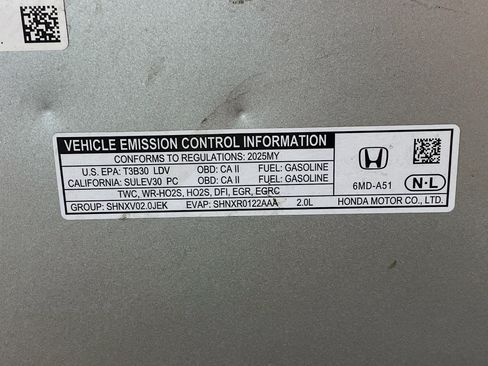 VEHICLE EMISSION CONTROL INFORMATION
CONFORMS TO REGULATIONS: 2025MY
U.S. EPA: T3B30 LDV OBD: CA II FUEL: GASOLINE
CALIFORNIA: SULEV30 PC OBD: CA II FUEL: GASOLINE
TWC, WR-HO2S, HO2S, DFI, EGR, EGRC
GROUP: SHNXV02.0JEK EVAP: SHNXR0122AAA 2.0L
6MD-A51
N·L
HONDA MOTOR CO., LTD.